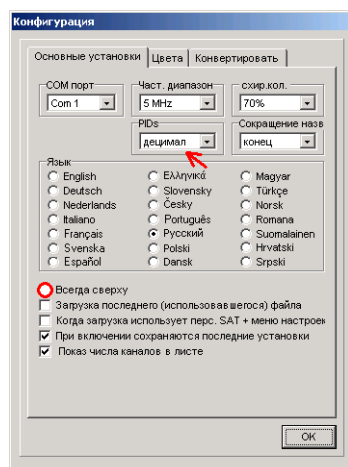 Конфигурация
Основные установки Цвета Конвертировать
COM порт Част. диапазон схир.кол.
Com 1 5 MHz 70%
PIDs Сокращение назв
децимал конец
Язык
English Ελληνικά Magyar
Deutsch Slovensky Türkçe
Nederlands Česky Norsk
Italiano Português Romana
Français Русский Suomalainen
Svenska Polski Hrvatski
Español Dansk Srpski
Всегда сверху
Загрузка последнего (использовавшегося) файла
Когда загрузка использует перс. SAT + меню настроек
При включении сохраняются последние установки
Показ числа каналов в листе
OK